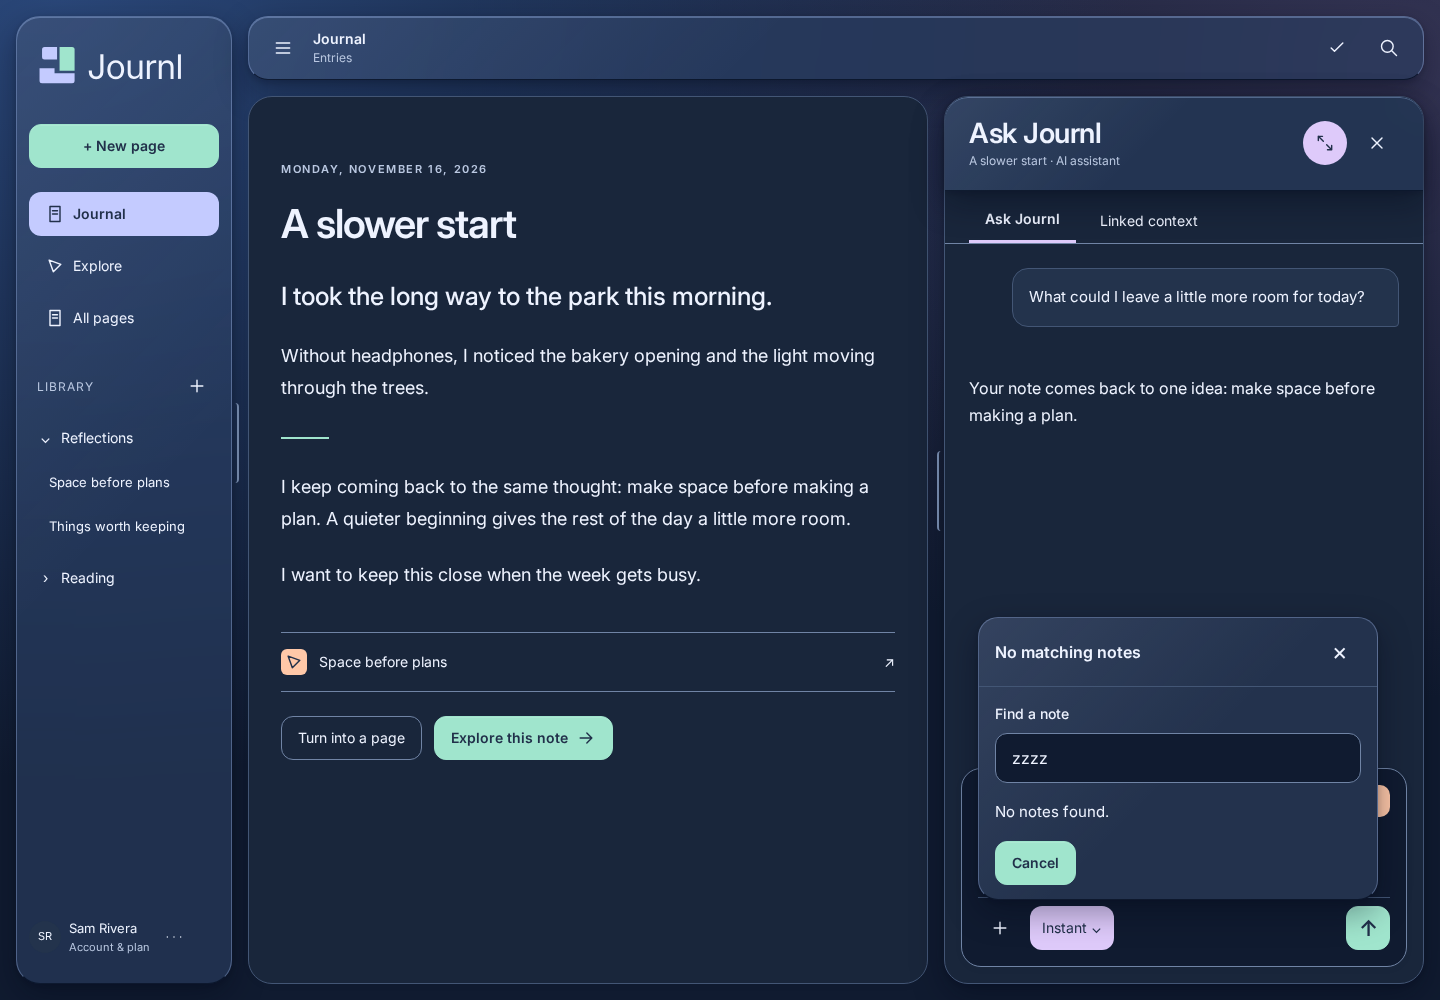 Journl
+ New page
Journal
Explore
All pages
LIBRARY
Reflections
Space before plans
Things worth keeping
Reading
SR
Sam Rivera
Account & plan
...
Journal
Entries
MONDAY, NOVEMBER 16, 2026
A slower start
I took the long way to the park this morning.
Without headphones, I noticed the bakery opening and the light moving
through the trees.
I keep coming back to the same thought: make space before making a
plan. A quieter beginning gives the rest of the day a little more room.
I want to keep this close when the week gets busy.
Space before plans
Turn into a page
Explore this note
Ask Journl
A slower start · AI assistant
Ask Journl
Linked context
What could I leave a little more room for today?
Your note comes back to one idea: make space before
making a plan.
No matching notes
Find a note
zzzz
No notes found.
Cancel
Instant